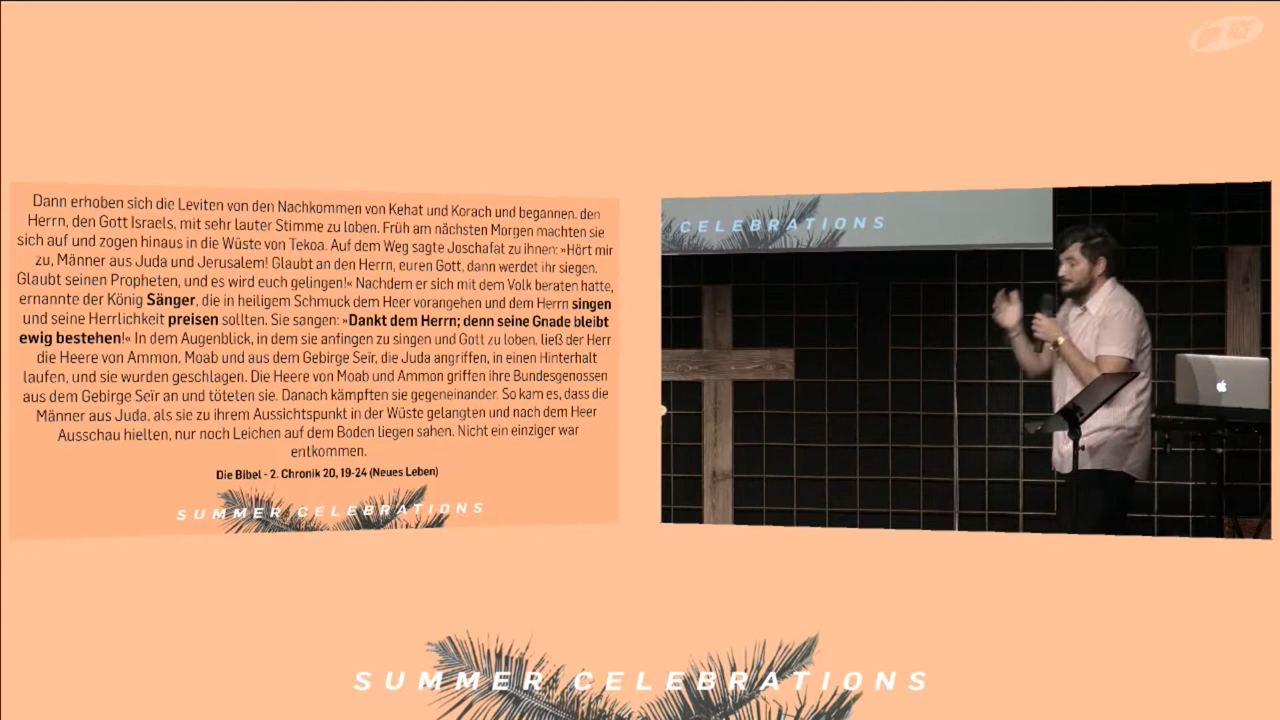 Dann erhoben sich die Leviten von den Nachkommen von Kehat und Korach und begannen, den
Herrn, den Gott Israels, mit sehr lauter Stimme zu loben. Früh am nächsten Morgen machten sie
sich auf und zogen hinaus in die Wüste von Tekoa. Auf dem Weg sagte Joschafat zu ihnen: »Hört mir
zu, Männer aus Juda und Jerusalem! Glaubt an den Herrn, euren Gott, dann werdet ihr siegen.
Glaubt seinen Propheten, und es wird euch gelingen!« Nachdem er sich mit dem Volk beraten hatte,
ernannte der König Sänger, die in heiligem Schmuck dem Heer vorangehen und dem Herrn singen
und seine Herrlichkeit preisen sollten. Sie sangen: »Dankt dem Herrn; denn seine Gnade bleibt
ewig bestehen!« In dem Augenblick, in dem sie anfingen zu singen und Gott zu loben, ließ der Herr
die Heere von Ammon, Moab und aus dem Gebirge Seïr, die Juda angriffen, in einen Hinterhalt
laufen, und sie wurden geschlagen. Die Heere von Moab und Ammon griffen ihre Bundesgenossen
aus dem Gebirge Seïr an und töteten sie. Danach kämpften sie gegeneinander. So kam es, dass die
Männer aus Juda, als sie zu ihrem Aussichtspunkt in der Wüste gelangten und nach dem Heer
Ausschau hielten, nur noch Leichen auf dem Boden liegen sahen. Nicht ein einziger war
entkommen.
Die Bibel - 2. Chronik 20, 19-24 (Neues Leben)
SUMMER CELEBRATIONS
CELEBRATIONS
SUMMER CELEBRATIONS